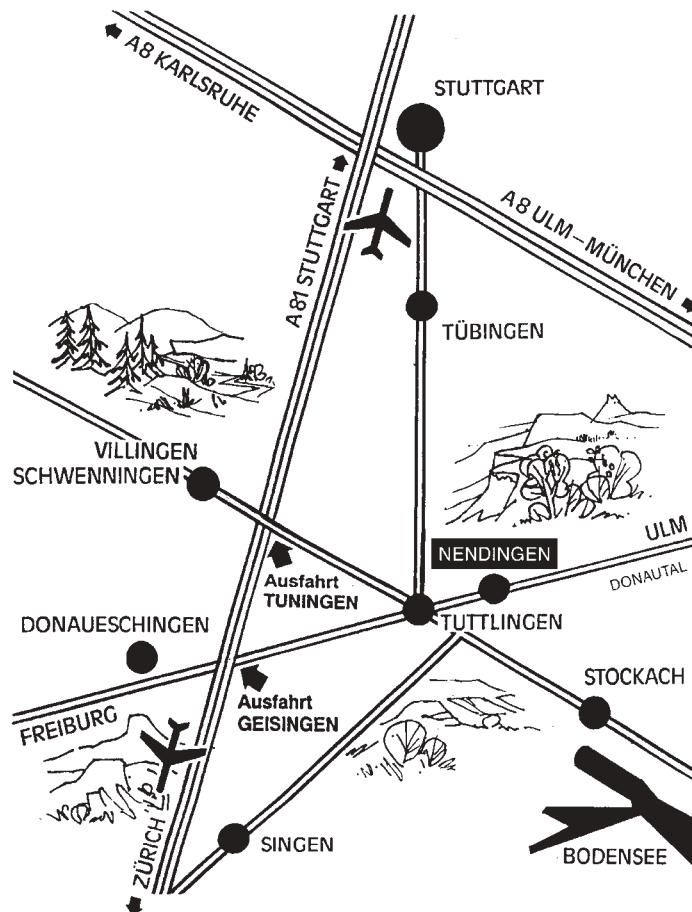 A8 KARLSRUHE
STUTTGART
A81 STUTTGART
A8 ULM–MÜNCHEN
TÜBINGEN
VILLINGEN
SCHWENNINGEN
NENDINGEN
ULM
DONAUTAL
Ausfahrt
TUNINGEN
TUTTLINGEN
DONAUESCHINGEN
STOCKACH
FREIBURG
Ausfahrt
GEISINGEN
ZÜRICH
SINGEN
BODENSEE